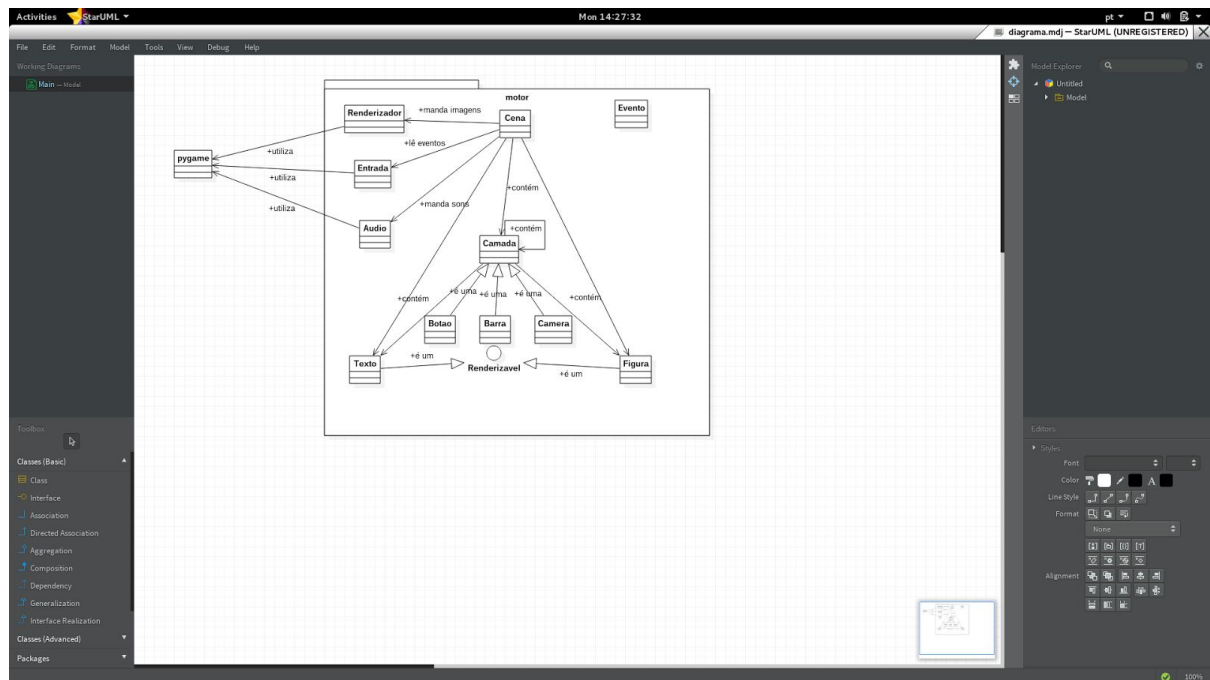 Activities StarUML Mon 14:27:32 pt
diagrama.mdj — StarUML (UNREGISTERED)
File Edit Format Model Tools View Debug Help
Working Diagrams
Main — Model
motor
Renderizador
+manda imagens
Cena
Evento
+lê eventos
pygame
+utiliza
Entrada
+utiliza
+contém
+utiliza
+manda sons
Audio
+contém
Camada
+contém
+é uma
+é uma
+é uma
+contém
Botao
Barra
Camera
Texto
+é um
Renderizavel
+é um
Figura
Model Explorer
Untitled
Model
Toolbox
Classes (Basic)
Class
Interface
Association
Directed Association
Aggregation
Composition
Dependency
Generalization
Interface Realization
Classes (Advanced)
Packages
Editors
Styles
Font
Color
A
Line Style
Format
None
Alignment
100%